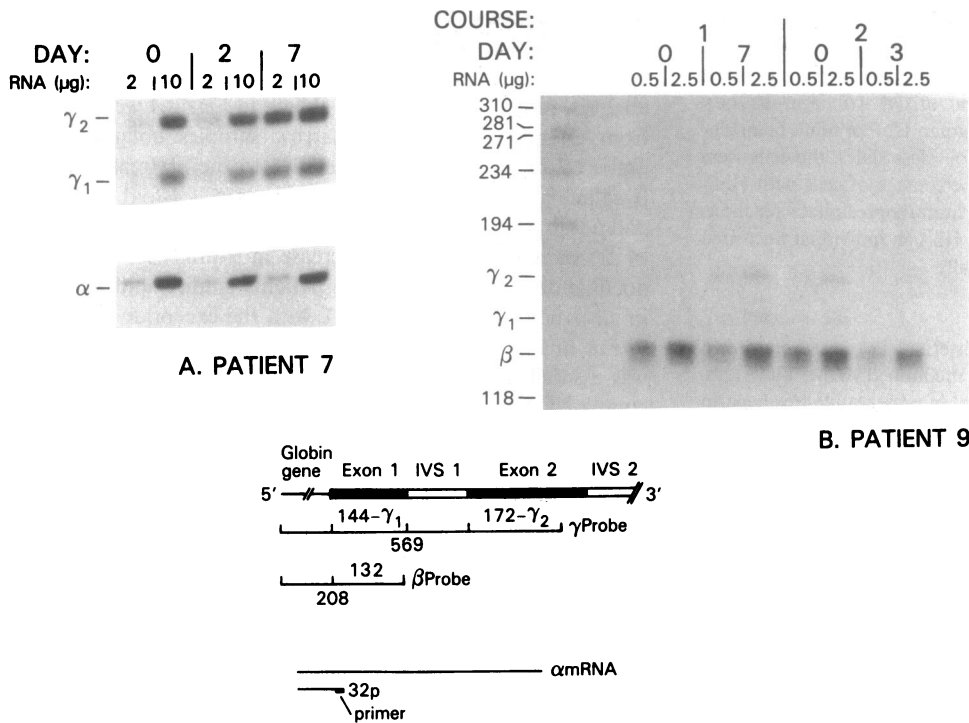 DAY: 0 | 2 | 7
RNA (μg): 2 | 10 | 2 | 10 | 2 | 10
γ2 –
γ1 –
α –
A. PATIENT 7
COURSE: 1 | 2
DAY: 0 | 7 | 0 | 3
RNA (μg): 0.5 | 2.5 | 0.5 | 2.5 | 0.5 | 2.5 | 0.5 | 2.5
310 –
281 –
271
234 –
194 –
γ2 –
γ1 –
β –
118 –
B. PATIENT 9
Globin
gene
Exon 1 IVS 1 Exon 2 IVS 2
5' 3'
144-γ1 172-γ2 γProbe
569
132 βProbe
208
αmRNA
32p
primer